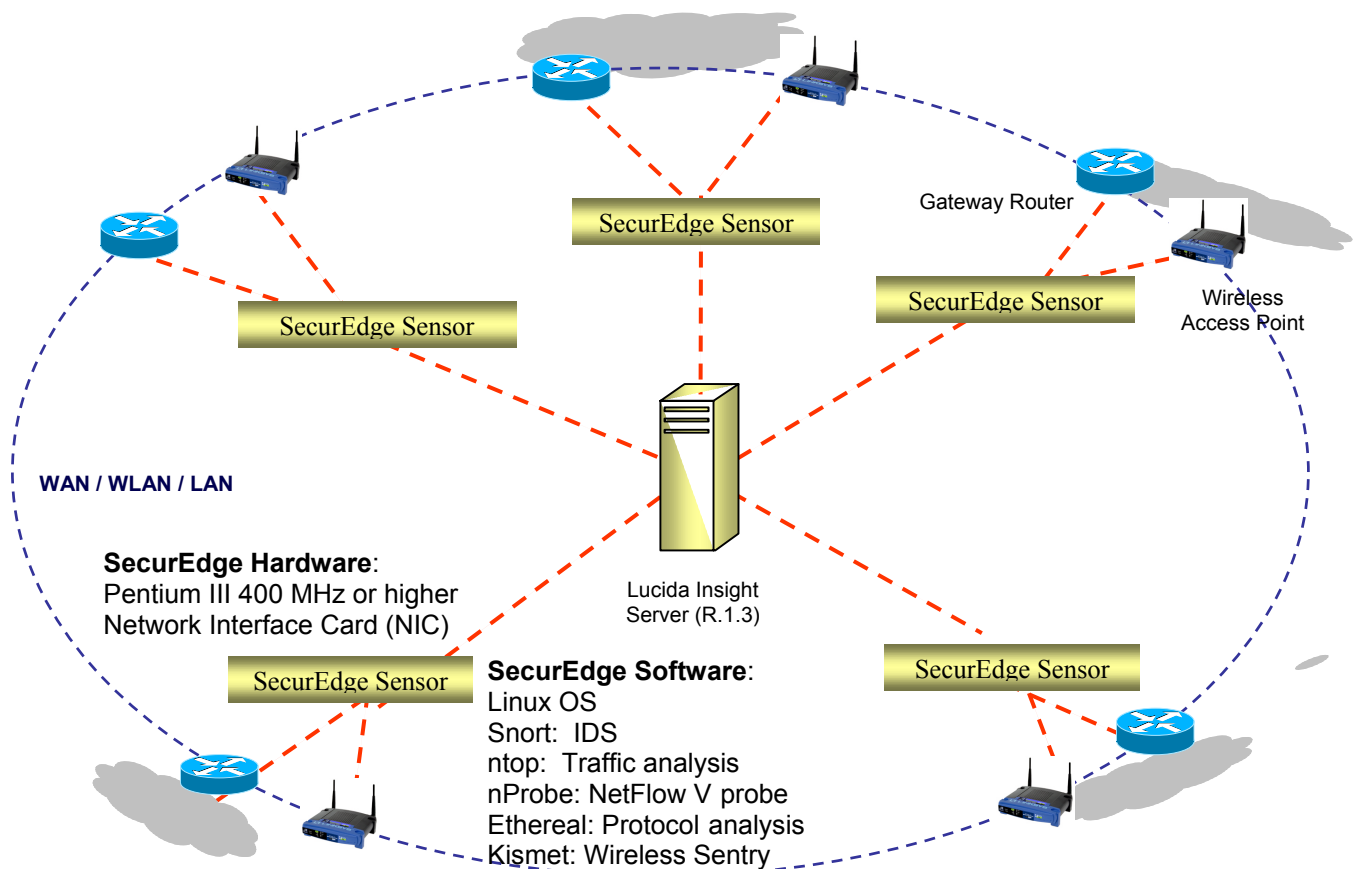 SecurEdge Sensor
Gateway Router
SecurEdge Sensor
SecurEdge Sensor
Wireless
Access Point
WAN / WLAN / LAN
Lucida Insight
Server (R.1.3)
SecurEdge Hardware:
Pentium III 400 MHz or higher
Network Interface Card (NIC)
SecurEdge Sensor
SecurEdge Sensor
SecurEdge Software:
Linux OS
Snort: IDS
ntop: Traffic analysis
nProbe: NetFlow V probe
Ethereal: Protocol analysis
Kismet: Wireless Sentry